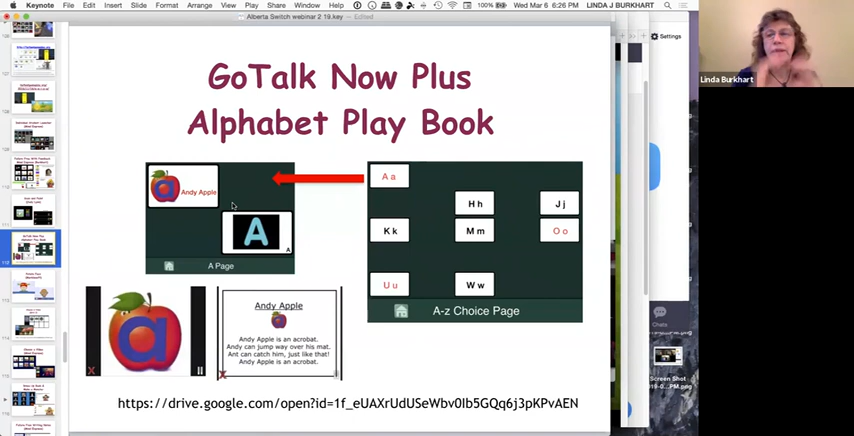 Keynote File Edit Insert Slide Format Arrange View Play Share Window Help
100% Wed Mar 6 6:26 PM LINDA J BURKHART
Alberta Switch webinar 2 19.key — Edited
Settings
Linda Burkhart
GoTalk Now Plus
Alphabet Play Book
Andy Apple
A
A
A Page
A a
H h J j
K k M m O o
U u W w
A-z Choice Page
a
X
Andy Apple
Andy Apple is an acrobat.
Andy can jump way over his mat.
Ant can catch him, just like that!
Andy Apple is an acrobat.
X
https://drive.google.com/open?id=1f_eUAXrUdUSeWbv0Ib5GQq6j3pKPvAEN
112
Chats
Screen Shot